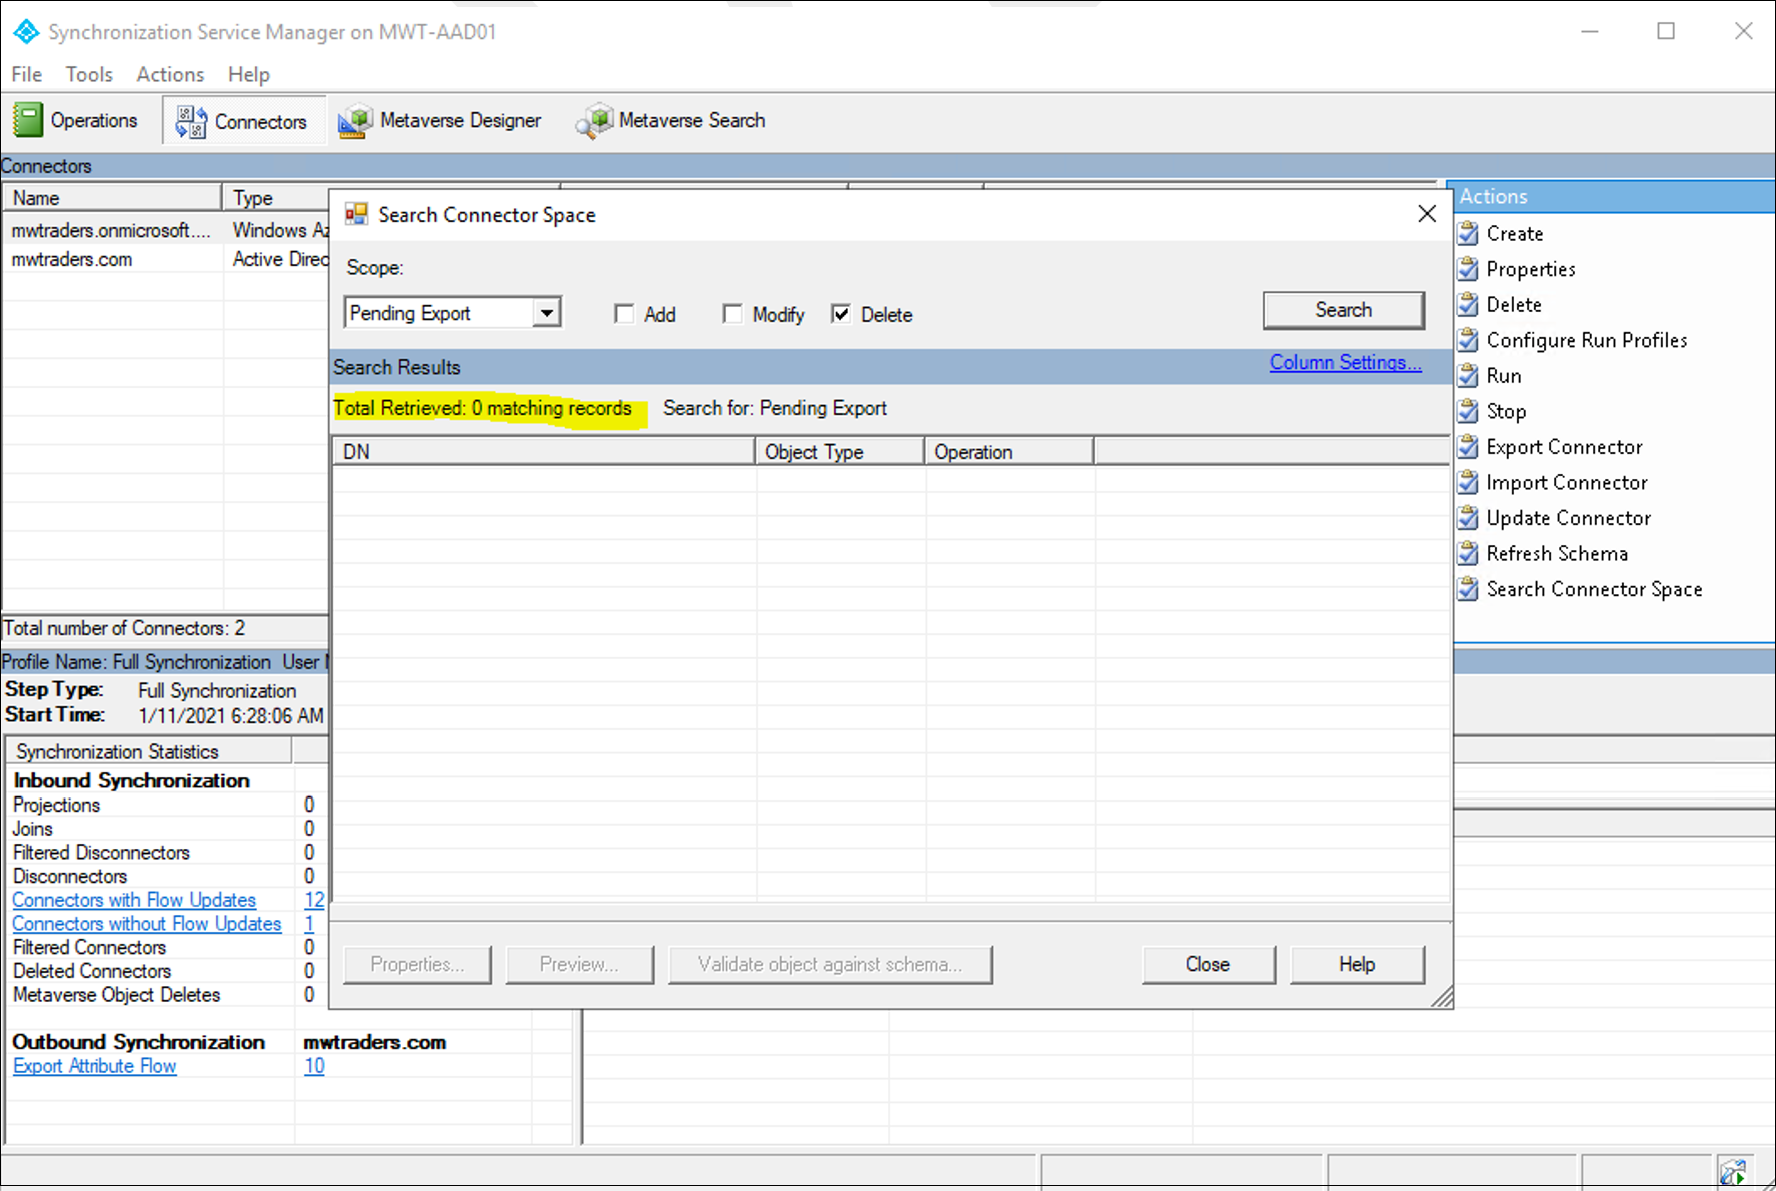 Synchronization Service Manager on MWT-AAD01
File Tools Actions Help
Operations Connectors Metaverse Designer Metaverse Search
Connectors
Name Type
mwtraders.onmicrosoft.... Windows Az
mwtraders.com Active Direc
Total number of Connectors: 2
Profile Name: Full Synchronization User
Step Type: Full Synchronization
Start Time: 1/11/2021 6:28:06 AM
Synchronization Statistics
Inbound Synchronization
Projections 0
Joins 0
Filtered Disconnectors 0
Disconnectors 0
Connectors with Flow Updates 12
Connectors without Flow Updates 1
Filtered Connectors 0
Deleted Connectors 0
Metaverse Object Deletes 0
Outbound Synchronization mwtraders.com
Export Attribute Flow 10
Search Connector Space
Scope:
Pending Export Add Modify Delete Search
Search Results Column Settings...
Total Retrieved: 0 matching records Search for: Pending Export
DN Object Type Operation
Properties... Preview... Validate object against schema... Close Help
Actions
Create
Properties
Delete
Configure Run Profiles
Run
Stop
Export Connector
Import Connector
Update Connector
Refresh Schema
Search Connector Space